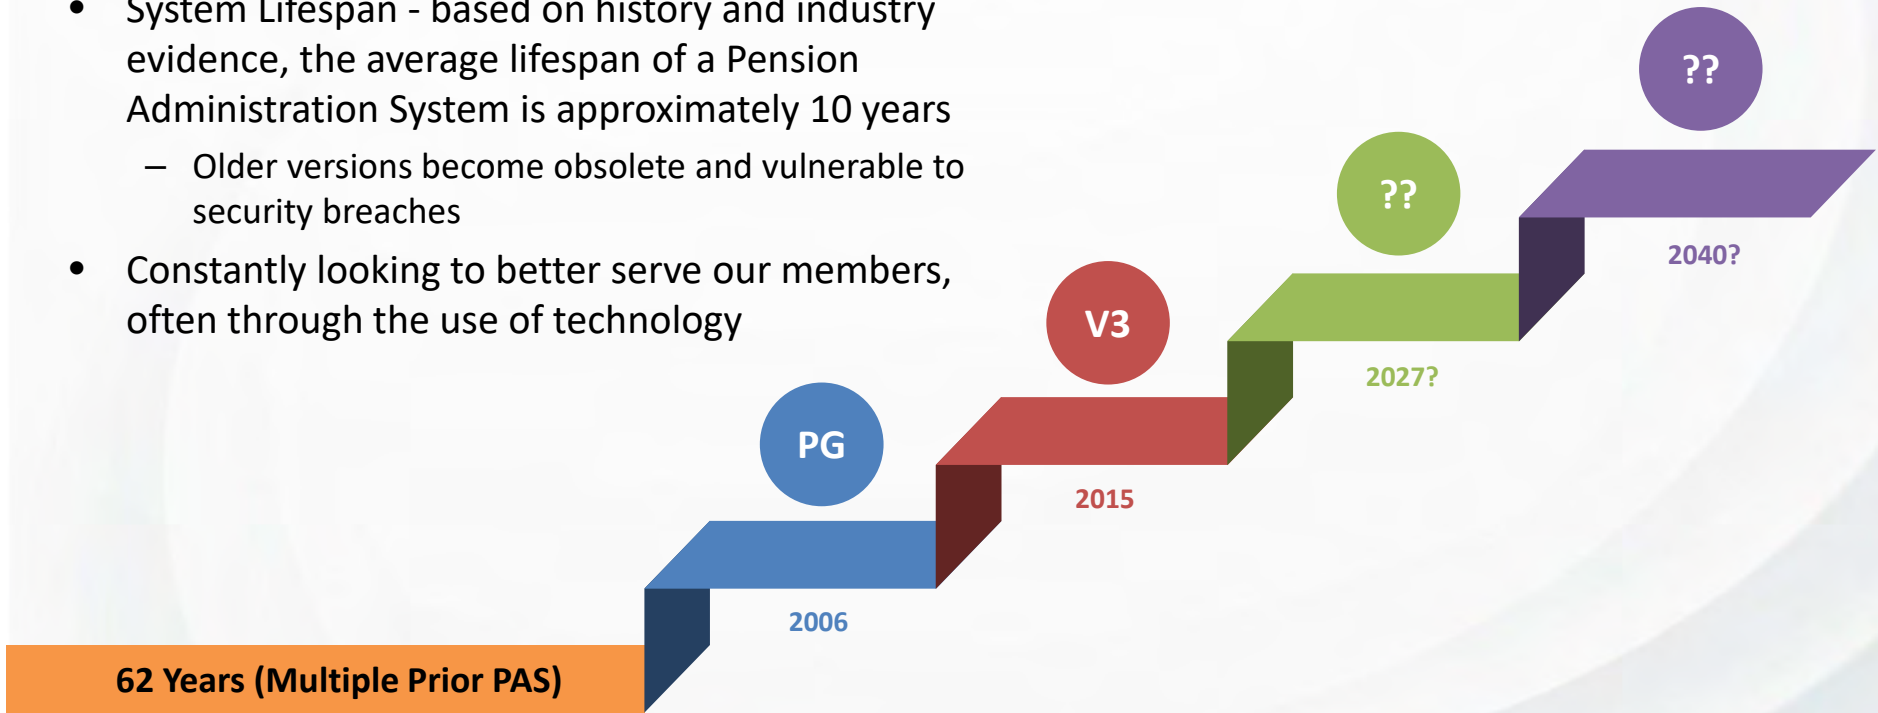 • System Lifespan - based on history and industry
evidence, the average lifespan of a Pension
Administration System is approximately 10 years
– Older versions become obsolete and vulnerable to
security breaches
• Constantly looking to better serve our members,
often through the use of technology
??
2040?
??
2027?
V3
2015
PG
2006
62 Years (Multiple Prior PAS)